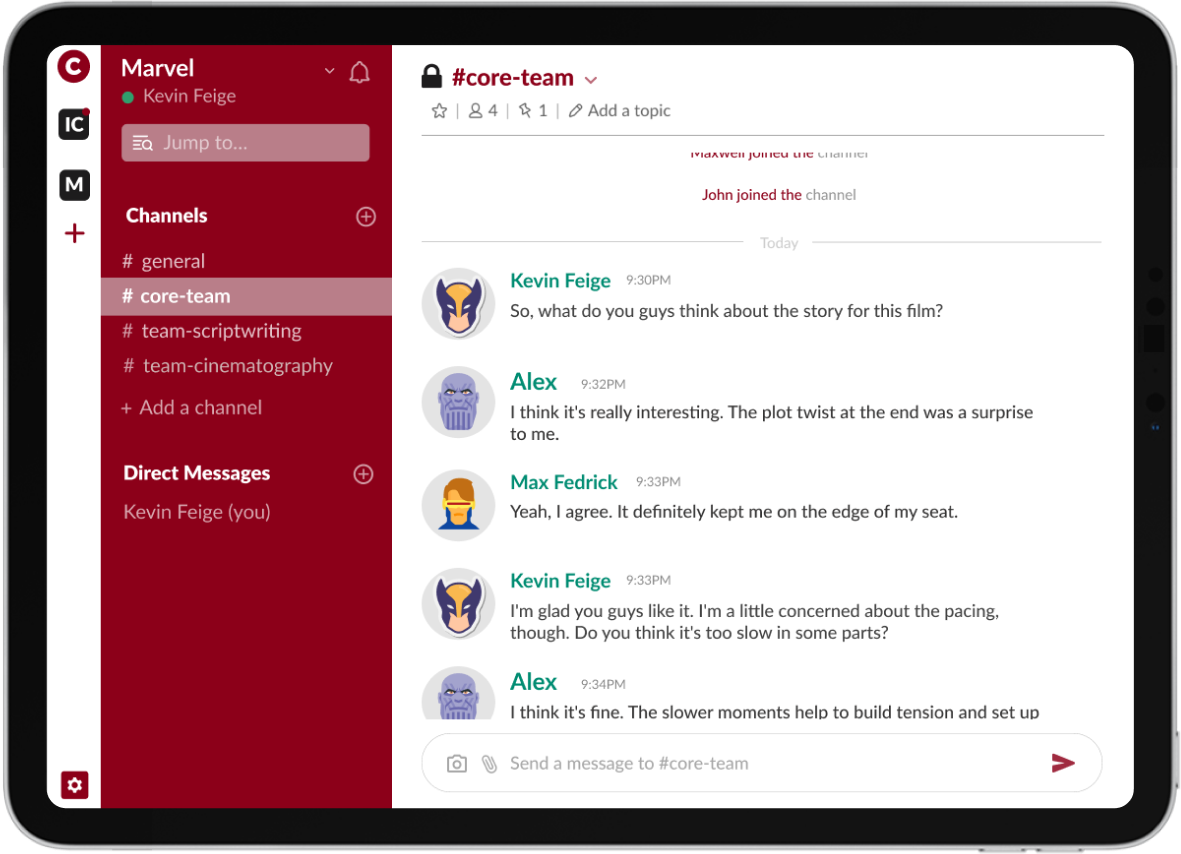 C
IC
M
+
Marvel
Kevin Feige
Jump to...
Channels
# general
# core-team
# team-scriptwriting
# team-cinematography
+ Add a channel
Direct Messages
Kevin Feige (you)
#core-team
| 4 | 1 | Add a topic
Maxwell joined the channel
John joined the channel
Today
Kevin Feige 9:30PM
So, what do you guys think about the story for this film?
Alex 9:32PM
I think it's really interesting. The plot twist at the end was a surprise
to me.
Max Fedrick 9:33PM
Yeah, I agree. It definitely kept me on the edge of my seat.
Kevin Feige 9:33PM
I'm glad you guys like it. I'm a little concerned about the pacing,
though. Do you think it's too slow in some parts?
Alex 9:34PM
I think it's fine. The slower moments help to build tension and set up
Send a message to #core-team